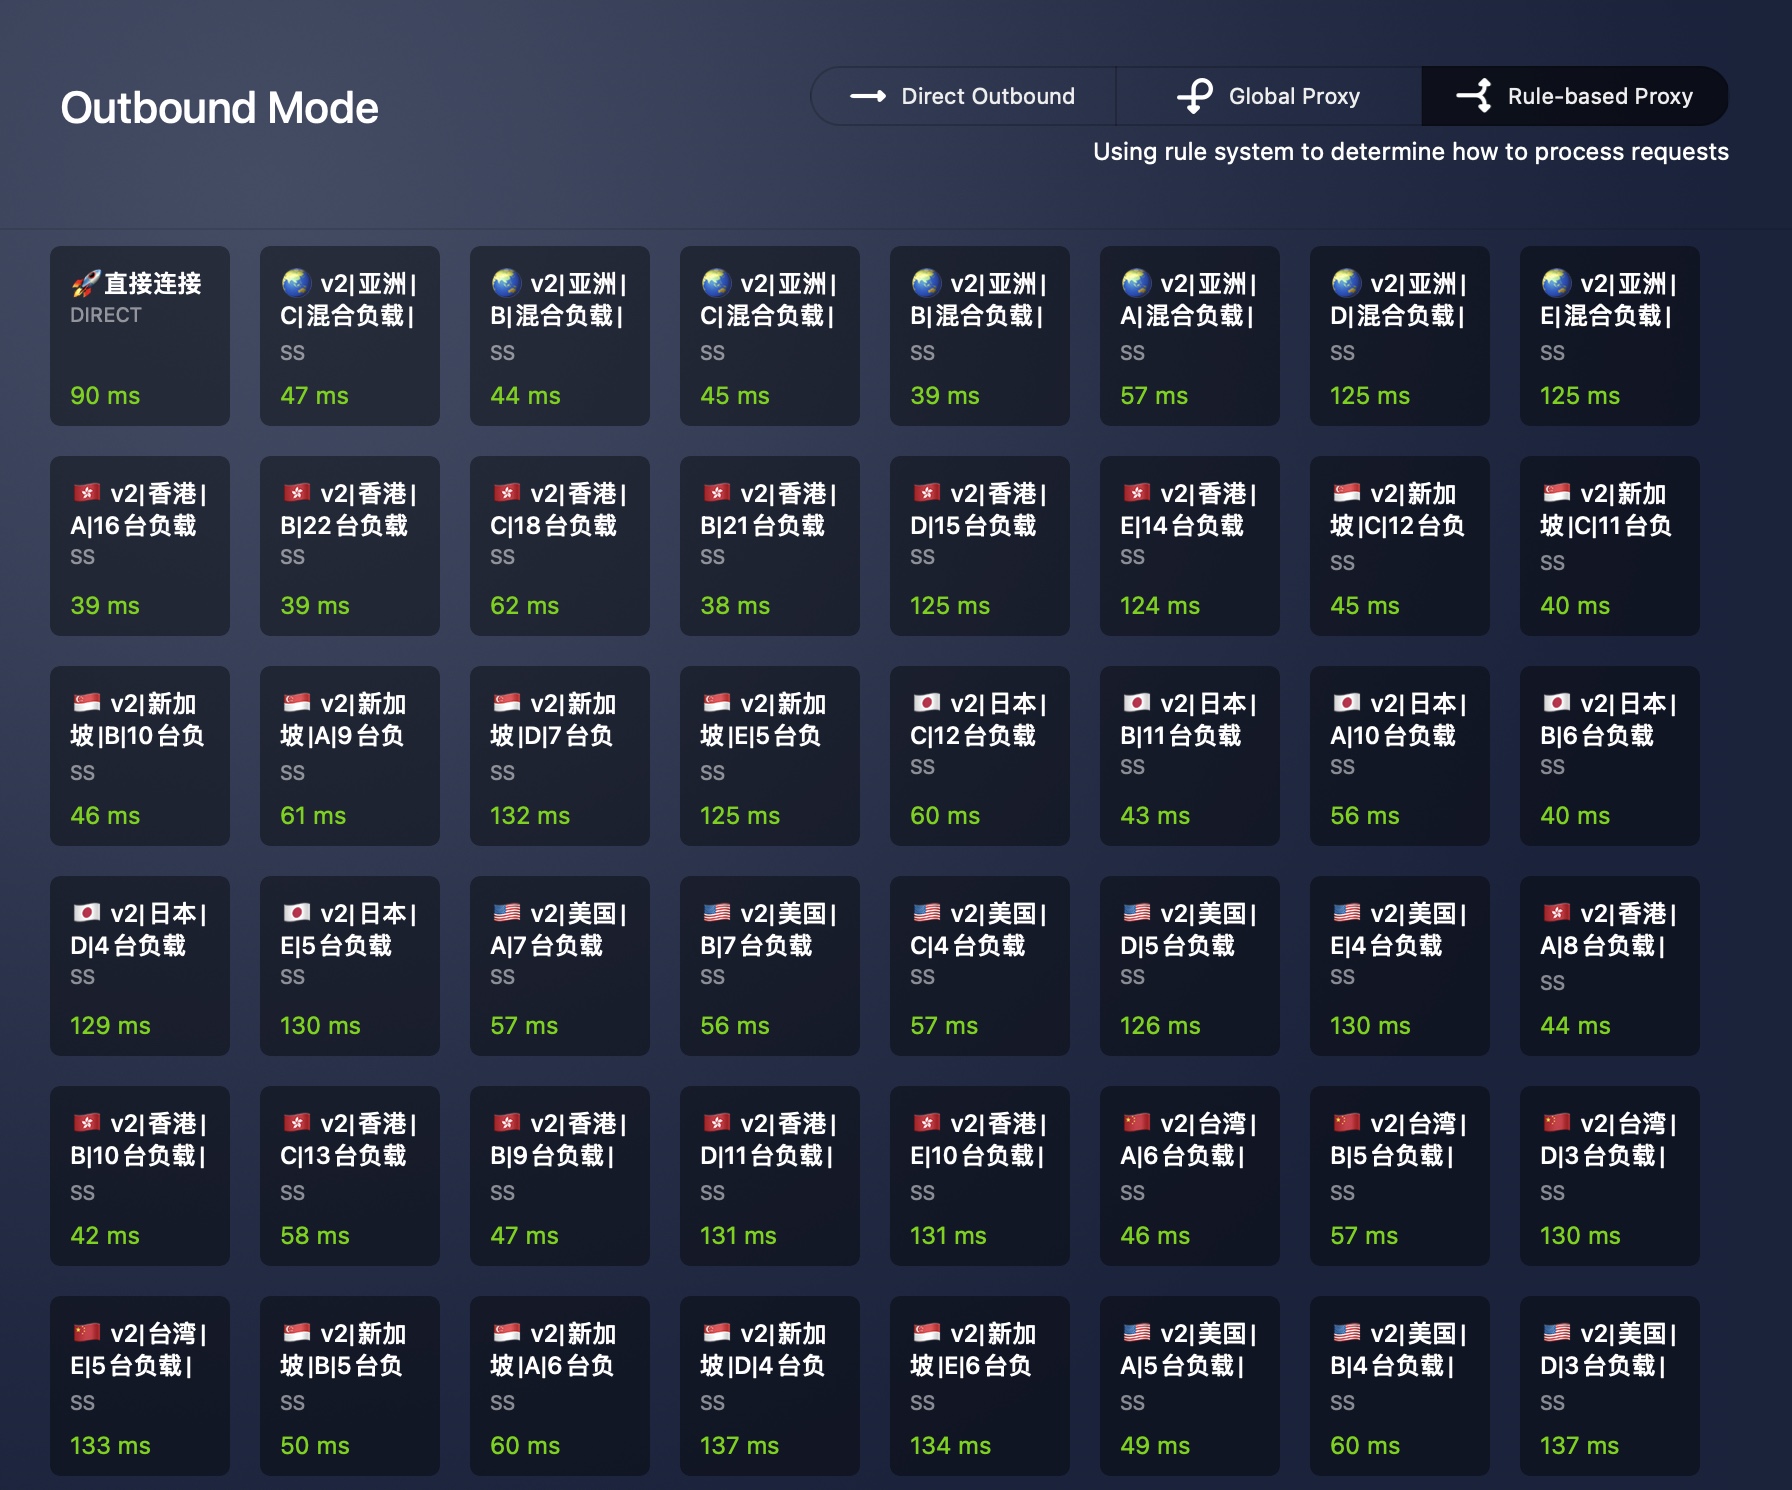 Outbound Mode
Direct Outbound
Global Proxy
Rule-based Proxy
Using rule system to determine how to process requests
直接连接
DIRECT
90 ms
v2|亚洲|
C|混合负载|
SS
47 ms
v2|亚洲|
B|混合负载|
SS
44 ms
v2|亚洲|
C|混合负载|
SS
45 ms
v2|亚洲|
B|混合负载|
SS
39 ms
v2|亚洲|
A|混合负载|
SS
57 ms
v2|亚洲|
D|混合负载|
SS
125 ms
v2|亚洲|
E|混合负载|
SS
125 ms
v2|香港|
A|16台负载
SS
39 ms
v2|香港|
B|22台负载
SS
39 ms
v2|香港|
C|18台负载
SS
62 ms
v2|香港|
B|21台负载
SS
38 ms
v2|香港|
D|15台负载
SS
125 ms
v2|香港|
E|14台负载
SS
124 ms
v2|新加
坡|C|12台负
SS
45 ms
v2|新加
坡|C|11台负
SS
40 ms
v2|新加
坡|B|10台负
SS
46 ms
v2|新加
坡|A|9台负
SS
61 ms
v2|新加
坡|D|7台负
SS
132 ms
v2|新加
坡|E|5台负
SS
125 ms
v2|日本|
C|12台负载
SS
60 ms
v2|日本|
B|11台负载
SS
43 ms
v2|日本|
A|10台负载
SS
56 ms
v2|日本|
B|6台负载
SS
40 ms
v2|日本|
D|4台负载
SS
129 ms
v2|日本|
E|5台负载
SS
130 ms
v2|美国|
A|7台负载
SS
57 ms
v2|美国|
B|7台负载
SS
56 ms
v2|美国|
C|4台负载
SS
57 ms
v2|美国|
D|5台负载
SS
126 ms
v2|美国|
E|4台负载
SS
130 ms
v2|香港|
A|8台负载|
SS
44 ms
v2|香港|
B|10台负载|
SS
42 ms
v2|香港|
C|13台负载
SS
58 ms
v2|香港|
B|9台负载|
SS
47 ms
v2|香港|
D|11台负载|
SS
131 ms
v2|香港|
E|10台负载|
SS
131 ms
v2|台湾|
A|6台负载|
SS
46 ms
v2|台湾|
B|5台负载|
SS
57 ms
v2|台湾|
D|3台负载|
SS
130 ms
v2|台湾|
E|5台负载|
SS
133 ms
v2|新加
坡|B|5台负
SS
50 ms
v2|新加
坡|A|6台负
SS
60 ms
v2|新加
坡|D|4台负
SS
137 ms
v2|新加
坡|E|6台负
SS
134 ms
v2|美国|
A|5台负载|
SS
49 ms
v2|美国|
B|4台负载|
SS
60 ms
v2|美国|
D|3台负载|
SS
137 ms